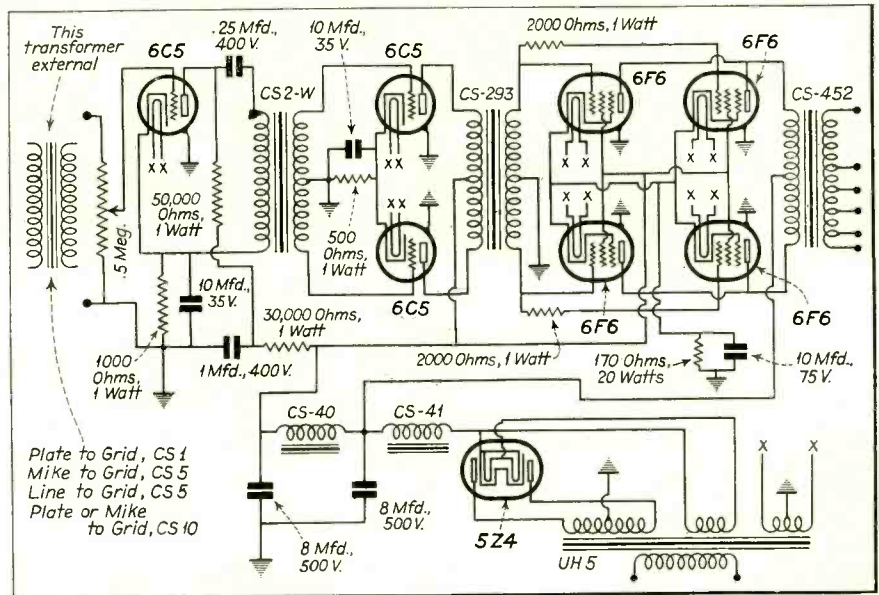 This
transformer
external
6C5
.25 Mfd.,
400 V.
CS2-W
10 Mfd.,
35 V.
6C5
CS-293
2000 Ohms, 1 Watt
6F6
6F6
CS-452
.5 Meg.
50,000
Ohms,
1 Watt
X X
X X
500
Ohms,
1 Watt
X X
6C5
X X
X X
X X
X X
10 Mfd.,
35 V.
30,000 Ohms,
1 Watt
1000
Ohms,
1 Watt
1 Mfd., 400 V.
2000 Ohms, 1 Watt
6F6
6F6
170 Ohms,
20 Watts
10 Mfd.,
75 V.
Plate to Grid, CS 1
Mike to Grid, CS 5
Line to Grid, CS 5
Plate or Mike
to Grid, CS 10
CS-40
CS-41
8 Mfd.,
500 V.
8 Mfd.,
500 V.
5Z4
UH 5
X X